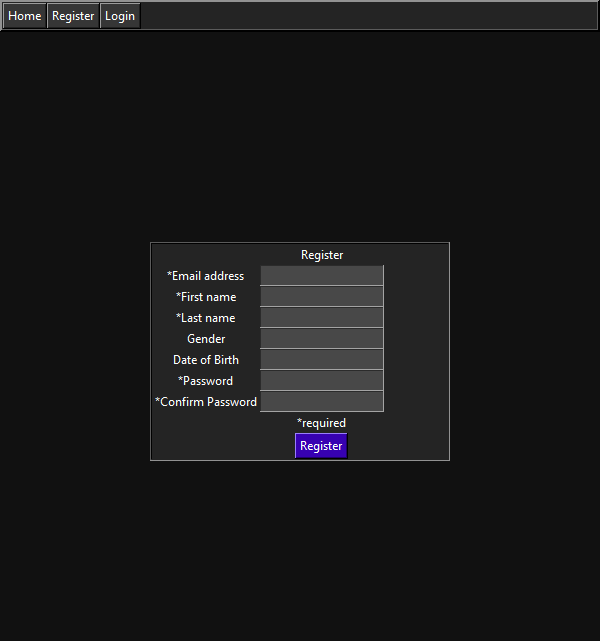 Home Register Login
Register
*Email address
*First name
*Last name
Gender
Date of Birth
*Password
*Confirm Password
*required
Register